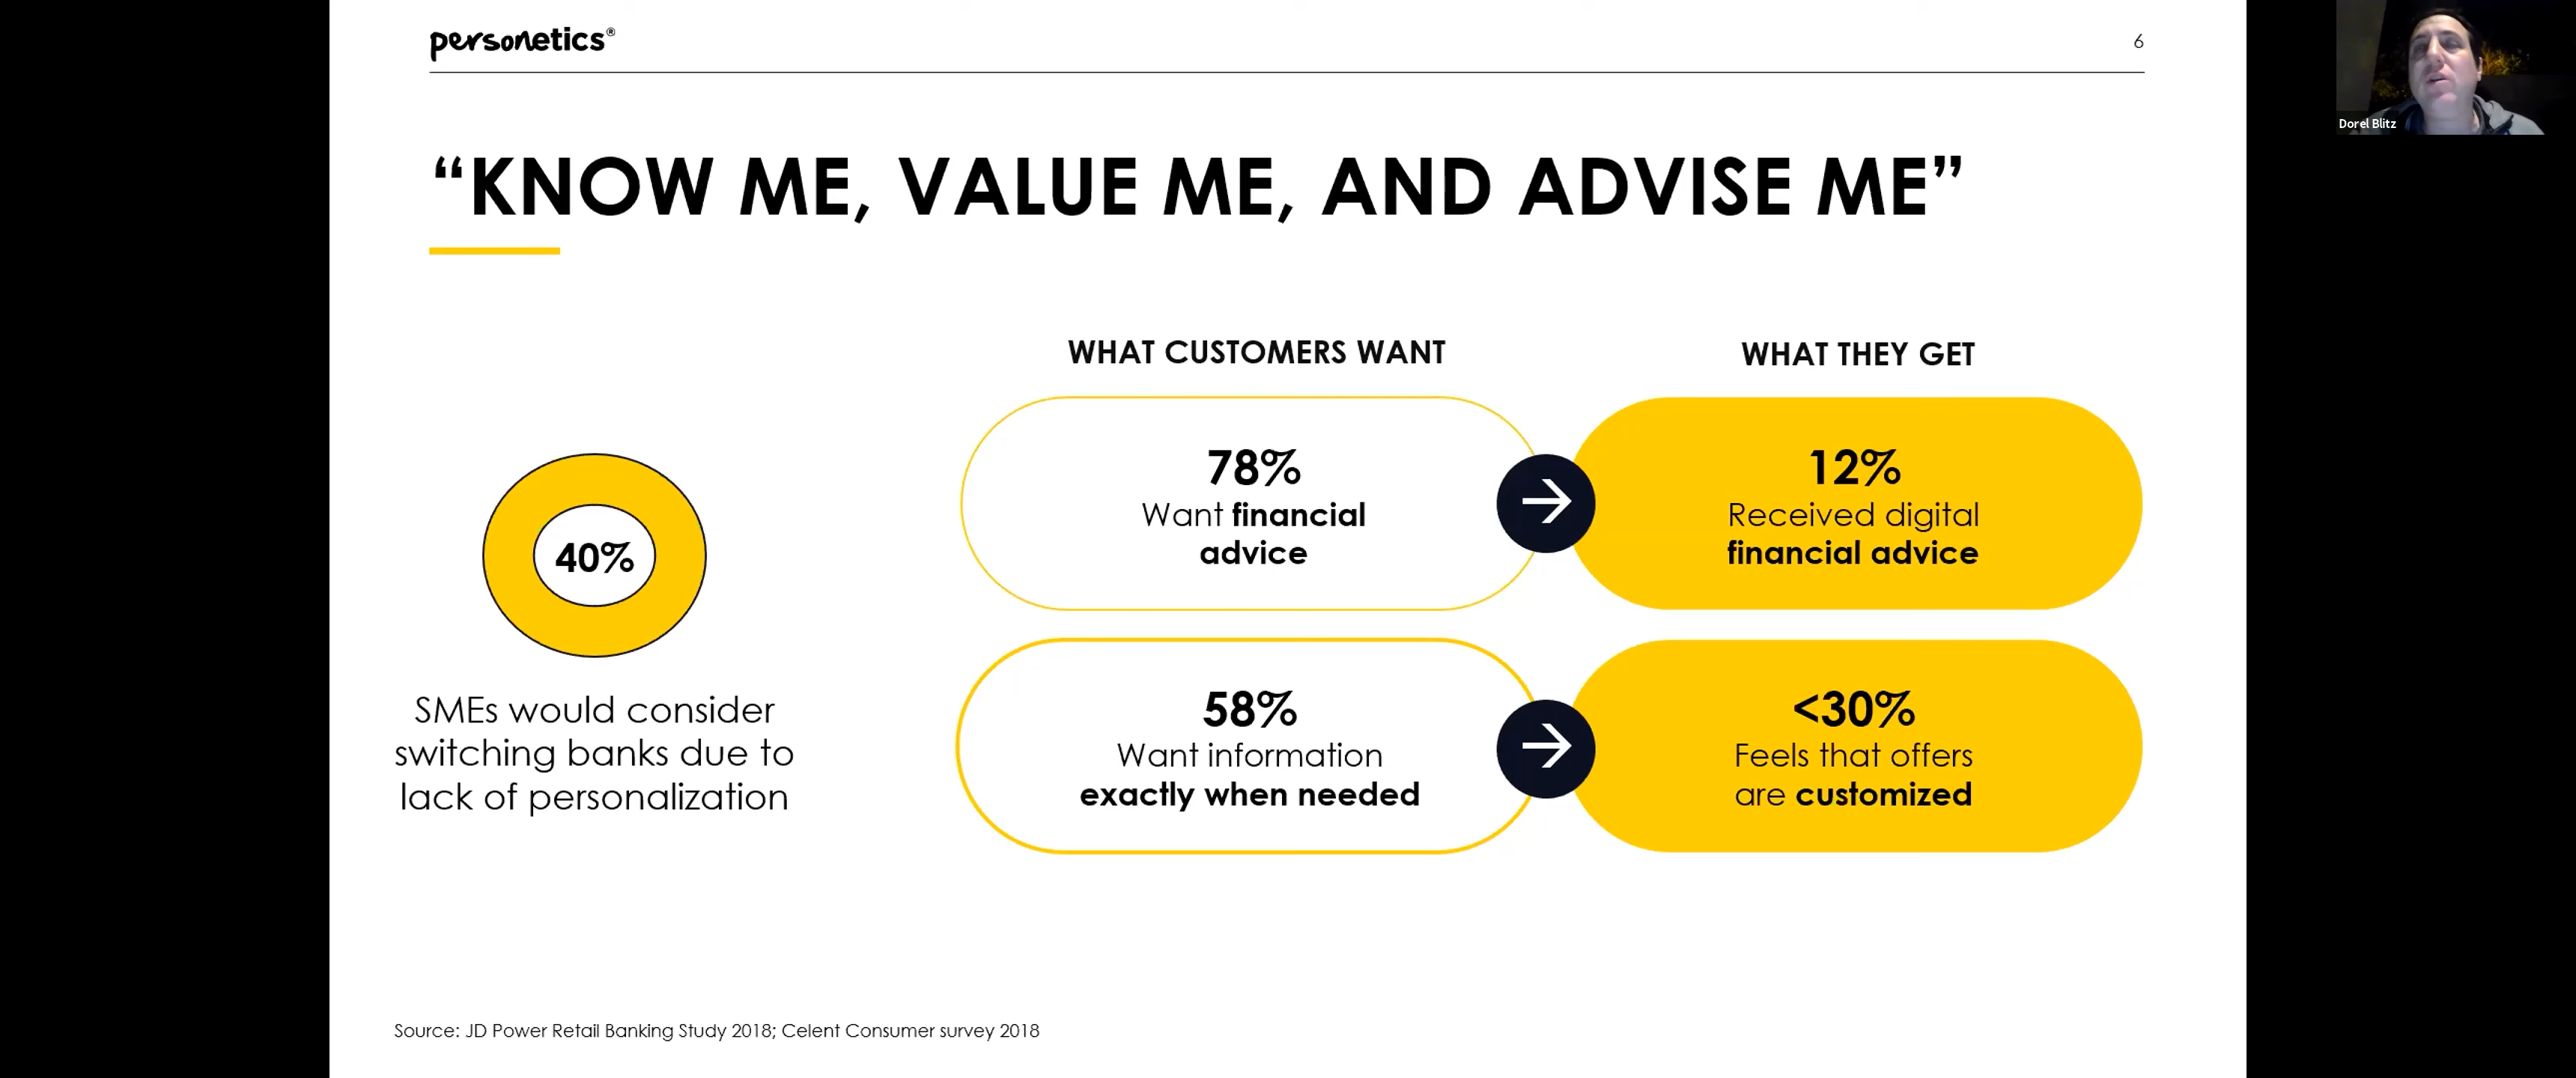 personetics®
6
Dorel Blitz
“KNOW ME, VALUE ME, AND ADVISE ME”
WHAT CUSTOMERS WANT
WHAT THEY GET
40%
SMEs would consider
switching banks due to
lack of personalization
78%
Want financial
advice
12%
Received digital
financial advice
58%
Want information
exactly when needed
<30%
Feels that offers
are customized
Source: JD Power Retail Banking Study 2018; Celent Consumer survey 2018